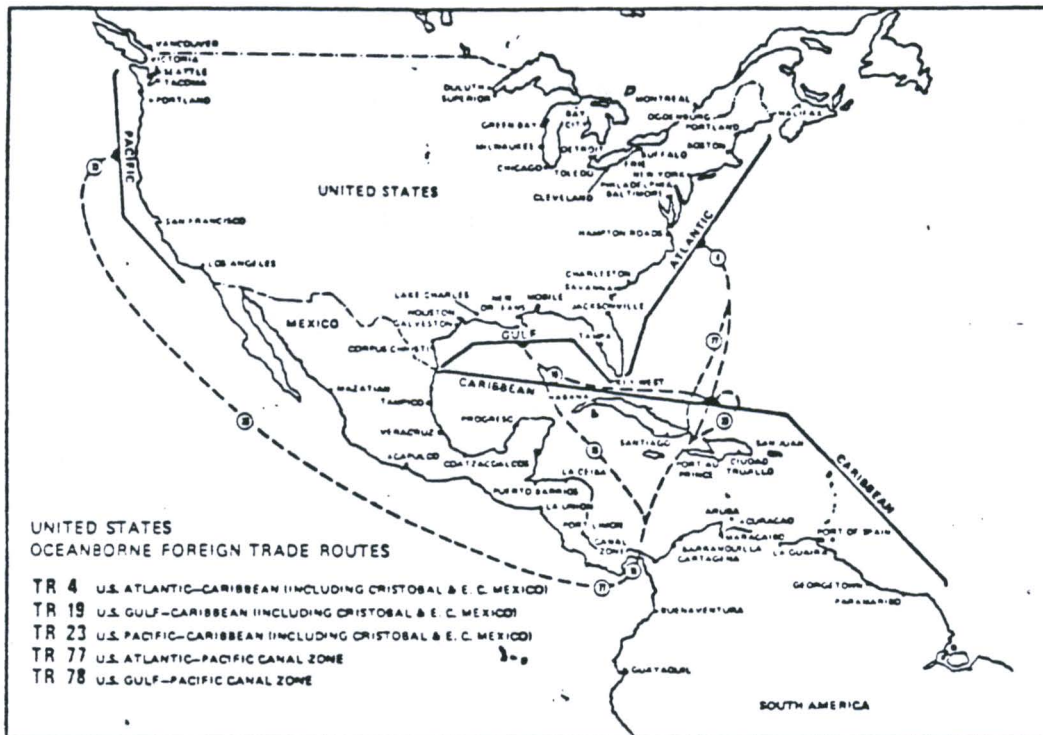 VANCOUVER
VICTORIA
SEATTLE
TACOMA
PORTLAND
PACIFIC
SAN FRANCISCO
LOS ANGELES
UNITED STATES
DULUTH
SUPERIOR
GREEN BAY
MILWAUKEE
CHICAGO
BAY
CITY
DETROIT
TOLEDO
CLEVELAND
ERIE
BUFFALO
MONTREAL
OGDENBURG
PORTLAND
HALIFAX
BOSTON
NEW YORK
PHILADELPHIA
BALTIMORE
HAMPTON ROADS
ATLANTIC
CHARLESTON
SAVANNAH
JACKSONVILLE
TAMPA
KEY WEST
LAKE CHARLES
NEW
ORLEANS
MOBILE
HOUSTON
GALVESTON
CORPUS CHRISTI
GULF
MEXICO
CARIBBEAN
MAZATLAN
TAMPICO
VERACRUZ
ACAPULCO
PROGRESO
COATZACOALCOS
HABANA
SANTIAGO
PORT AU
PRINCE
CIUDAD
TRUJILLO
SAN JUAN
CARIBBEAN
LA CEIBA
PUERTO BARRIOS
LA UNION
PORT LIMON
CANAL
ZONE
ARUBA
CURACAO
MARACAIBO
BARRANQUILLA
CARTAGENA
LA GUAIRA
PORT OF SPAIN
GEORGETOWN
PARAMARIBO
BUENAVENTURA
GUAYAQUIL
SOUTH AMERICA
UNITED STATES
OCEANBORNE FOREIGN TRADE ROUTES
TR 4 U.S. ATLANTIC-CARIBBEAN (INCLUDING CRISTOBAL & E.C. MEXICO)
TR 19 U.S. GULF-CARIBBEAN (INCLUDING CRISTOBAL & E.C. MEXICO)
TR 23 U.S. PACIFIC-CARIBBEAN (INCLUDING CRISTOBAL & E.C. MEXICO)
TR 77 U.S. ATLANTIC-PACIFIC CANAL ZONE
TR 78 U.S. GULF-PACIFIC CANAL ZONE